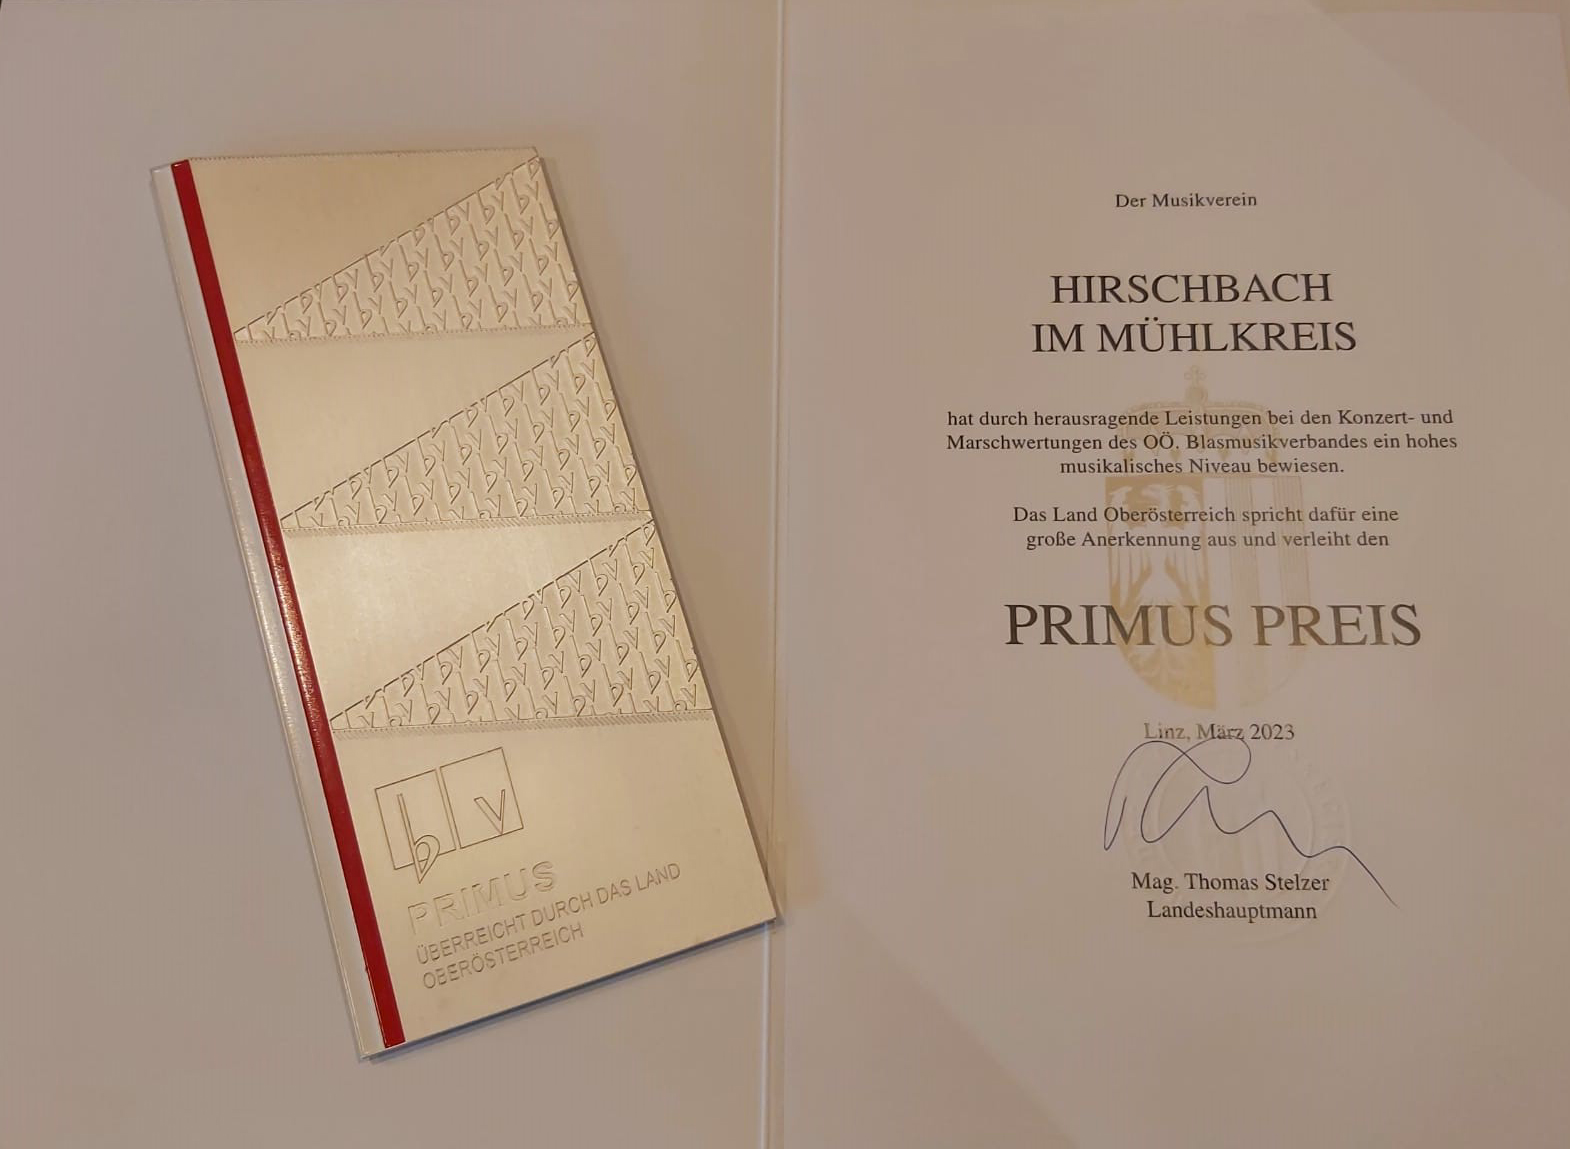 bv
PRIMUS
ÜBERREICHT DURCH DAS LAND
OBERÖSTERREICH
Der Musikverein
HIRSCHBACH
IM MÜHLKREIS
hat durch herausragende Leistungen bei den Konzert- und
Marschwertungen des OÖ. Blasmusikverbandes ein hohes
musikalisches Niveau bewiesen.
Das Land Oberösterreich spricht dafür eine
große Anerkennung aus und verleiht den
PRIMUS PREIS
Linz, März 2023
Mag. Thomas Stelzer
Landeshauptmann